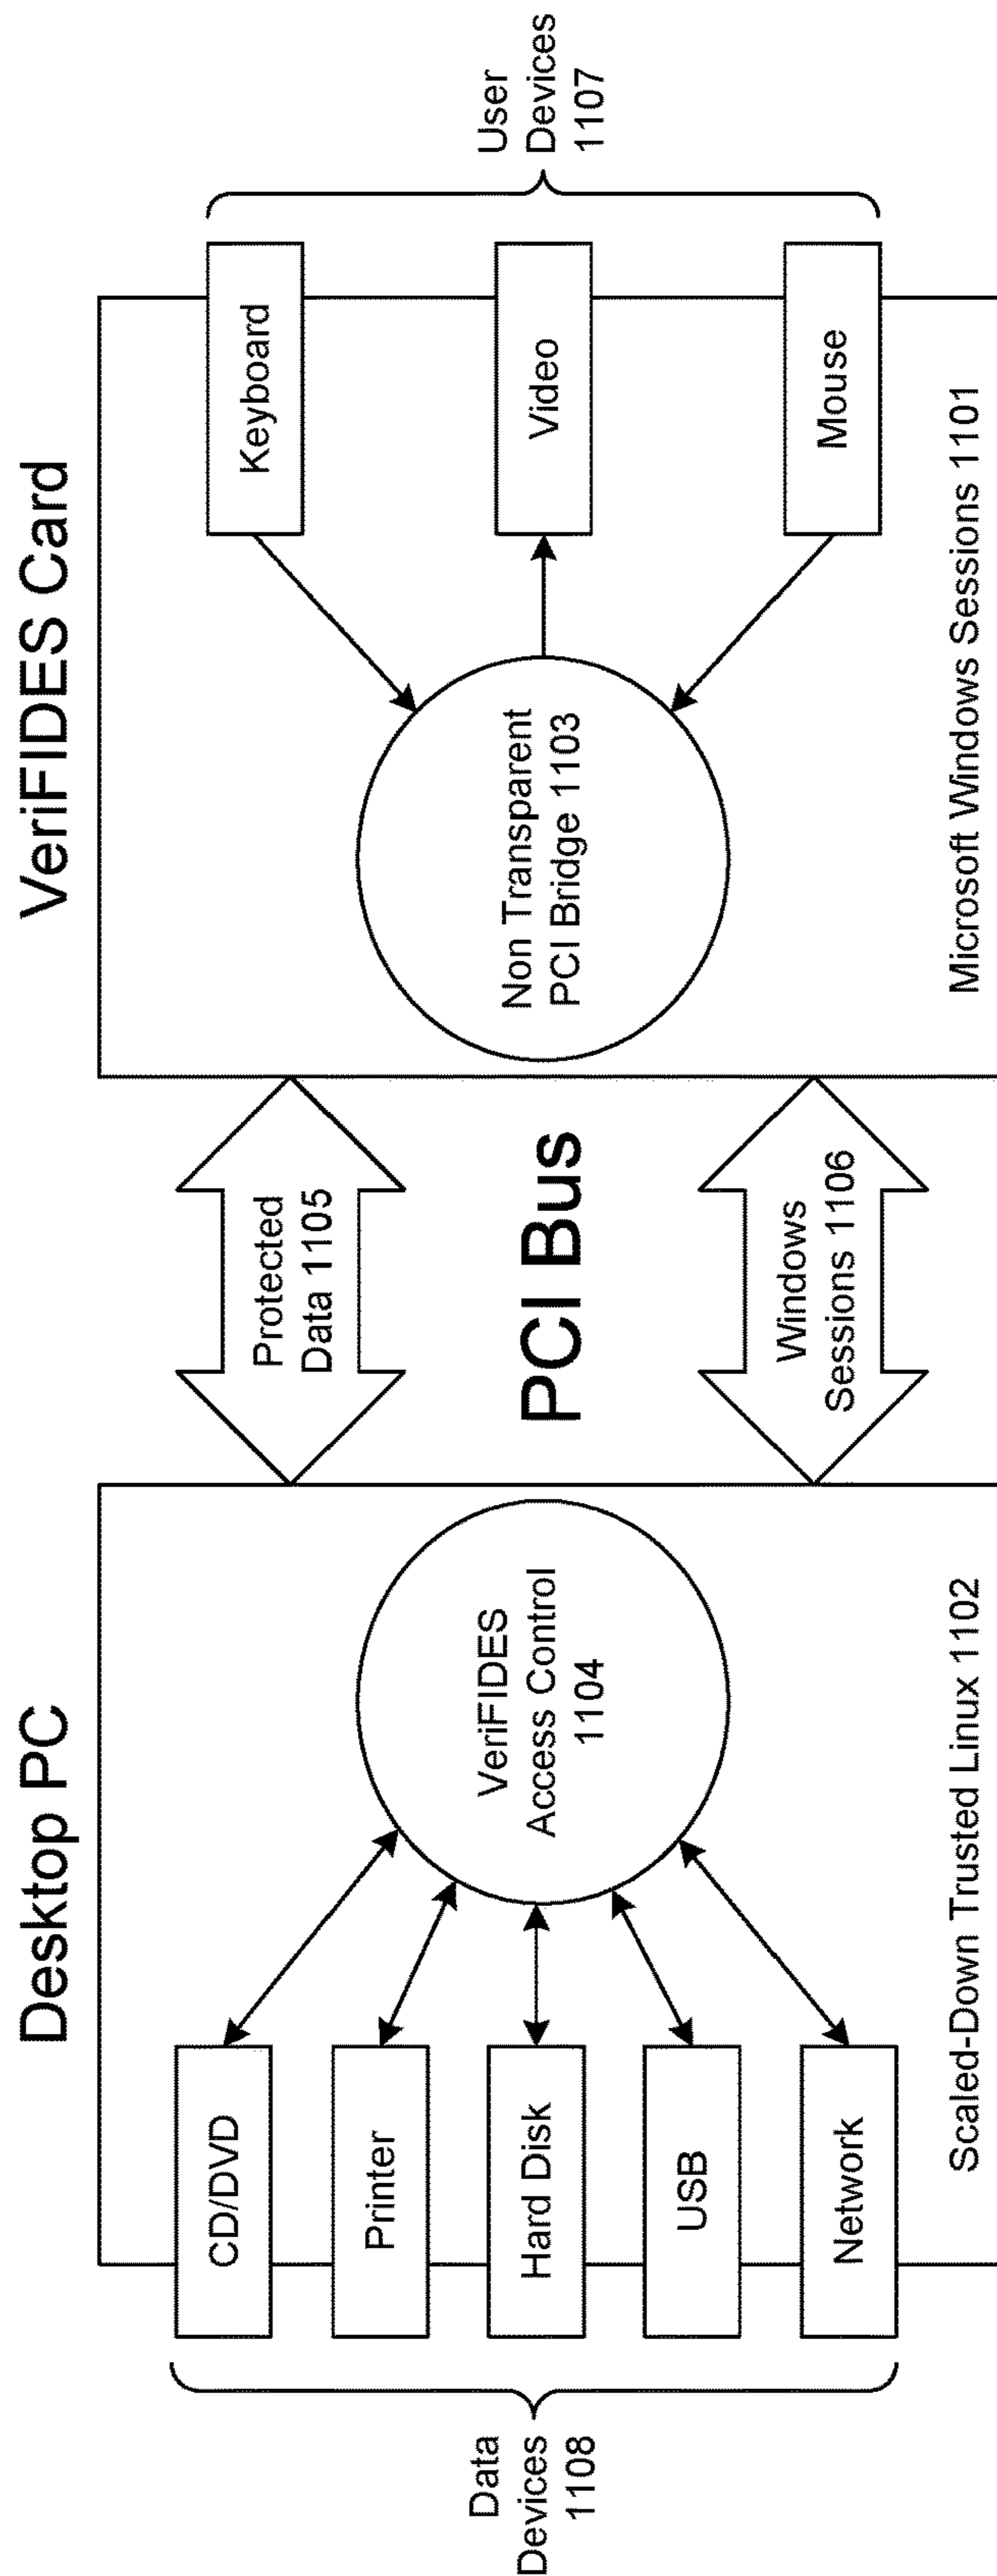 Desktop PC
VeriFIDES Card
Data
Devices
1108
CD/DVD
Printer
Hard Disk
USB
Network
VeriFIDES
Access Control
1104
Scaled-Down Trusted Linux 1102
Protected
Data 1105
PCI Bus
Windows
Sessions 1106
Non Transparent
PCI Bridge 1103
Keyboard
Video
Mouse
Microsoft Windows Sessions 1101
User
Devices
1107